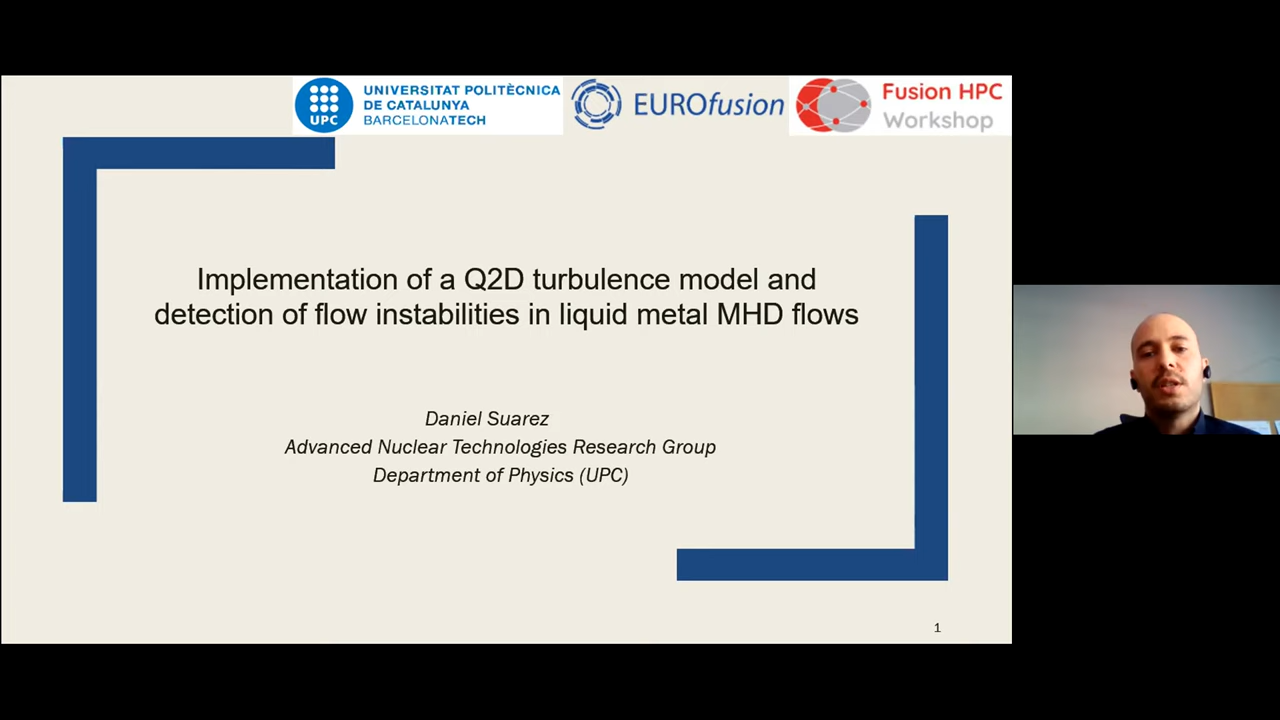 UNIVERSITAT POLITÈCNICA
DE CATALUNYA
BARCELONATECH
UPC
EUROfusion
Fusion HPC
Workshop
Implementation of a Q2D turbulence model and
detection of flow instabilities in liquid metal MHD flows
Daniel Suarez
Advanced Nuclear Technologies Research Group
Department of Physics (UPC)
1